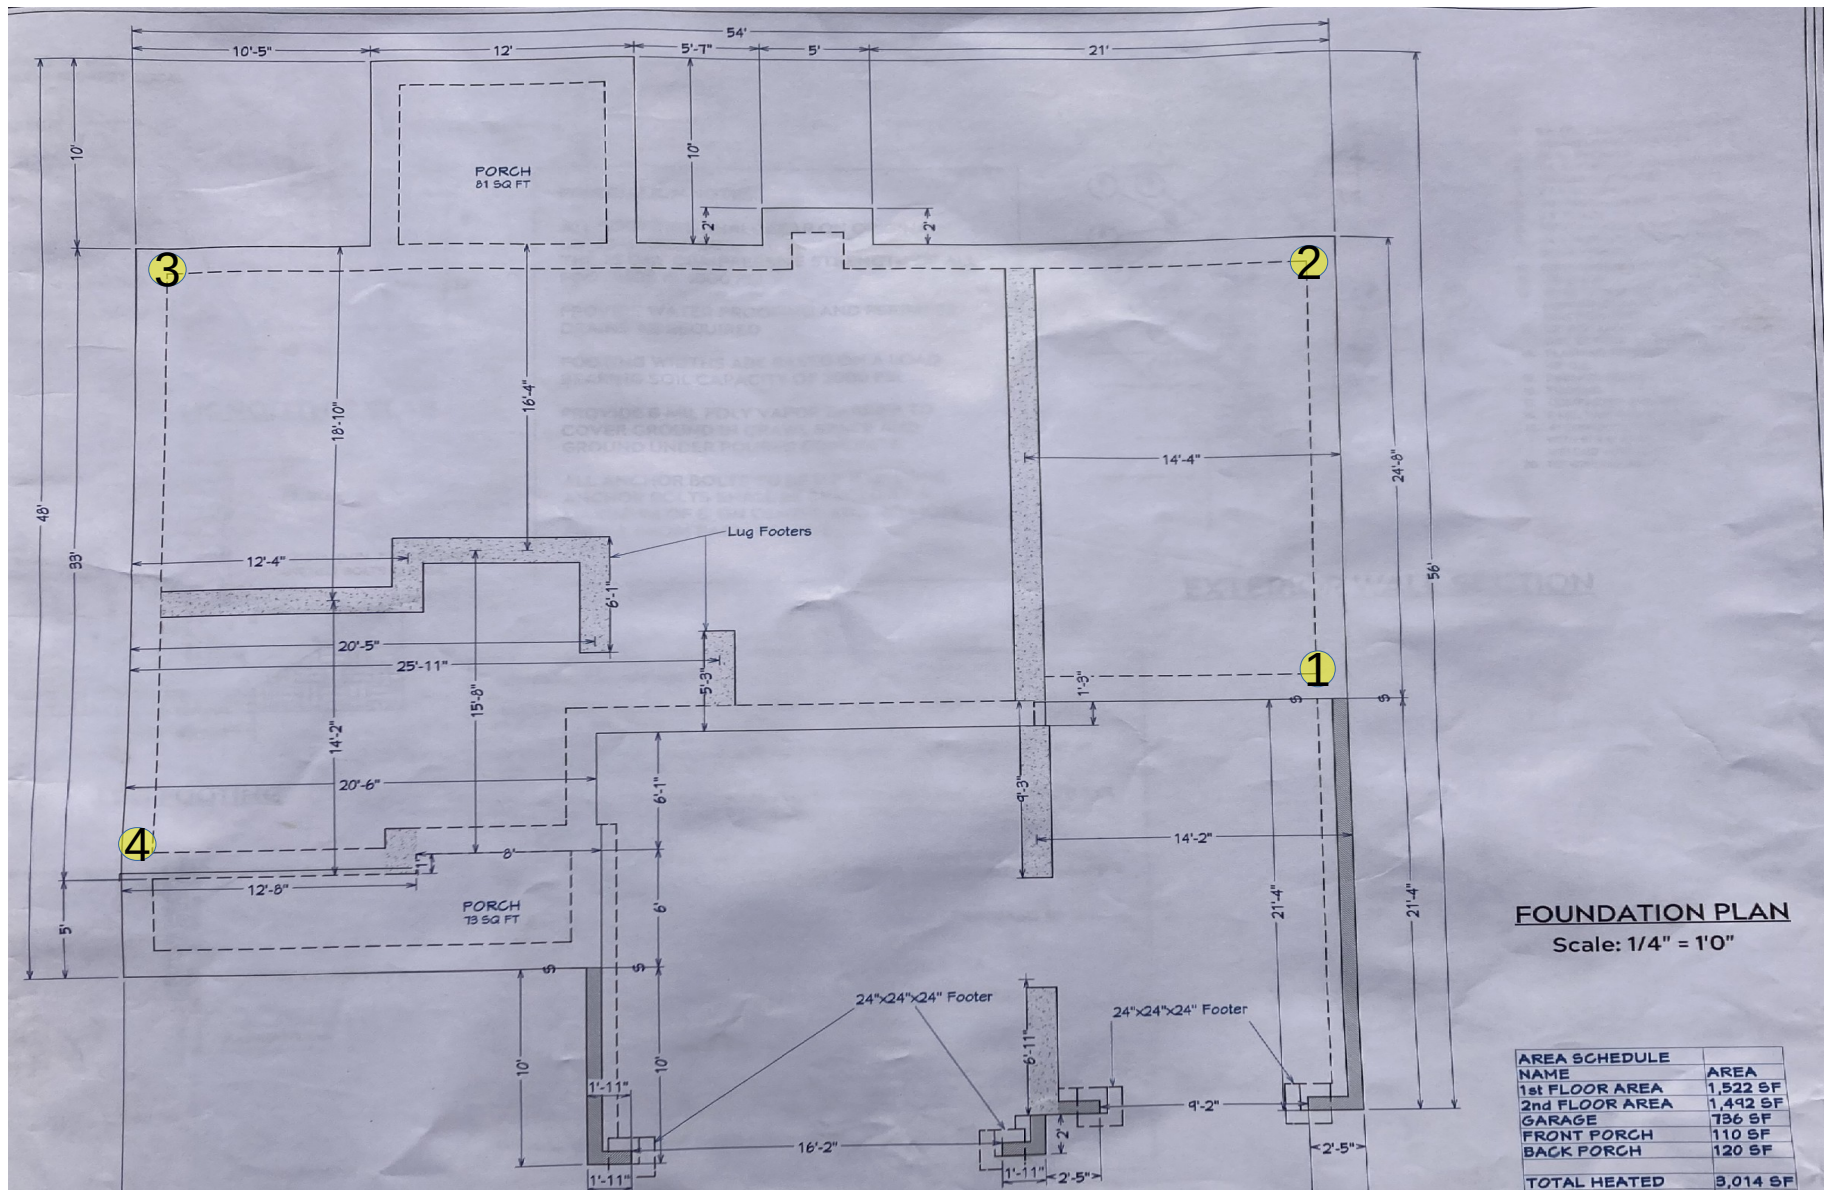 54'
10'-5"
12'
5'-7"
5'
21'
10'
10'
PORCH
81 SQ FT
2'
2'
3
2
18'-10"
16'-4"
14'-4"
24'-8"
48'
33'
56'
Lug Footers
12'-4"
6'-1"
20'-5"
25'-11"
5'-3"
15'-8"
14'-2"
1'-3"
1
S
S
20'-6"
6'-1"
9'-3"
14'-2"
4
8'
1'
12'-8"
PORCH
73 SQ FT
6'
5'
21'-4"
21'-4"
FOUNDATION PLAN
Scale: 1/4" = 1'0"
S
S
24"x24"x24" Footer
24"x24"x24" Footer
10'
10'
6'-11"
1'-11"
9'-2"
16'-2"
2'
2'-5"
1'-11"
1'-11"
2'-5"
AREA SCHEDULE
NAME AREA
1st FLOOR AREA 1,522 SF
2nd FLOOR AREA 1,492 SF
GARAGE 736 SF
FRONT PORCH 110 SF
BACK PORCH 120 SF
TOTAL HEATED 3,014 SF